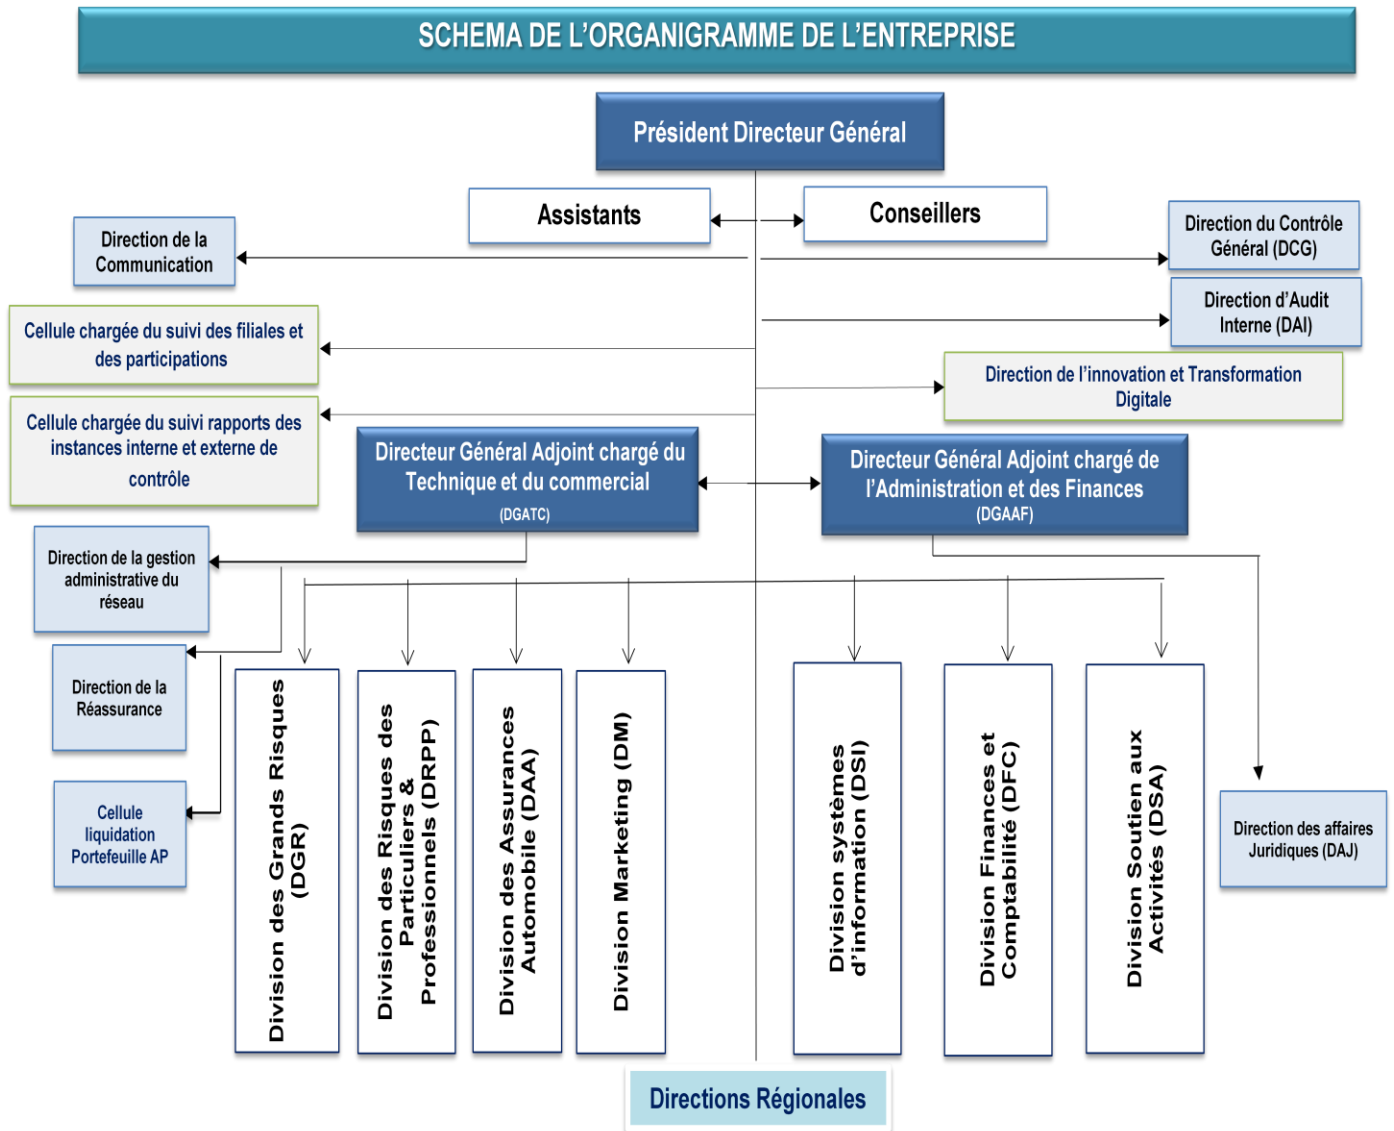 SCHEMA DE L'ORGANIGRAMME DE L'ENTREPRISE
Président Directeur Général
Assistants
Conseillers
Direction de la
Communication
Direction du Contrôle
Général (DCG)
Cellule chargée du suivi des filiales et
des participations
Direction d'Audit
Interne (DAI)
Direction de l'innovation et Transformation
Digitale
Cellule chargée du suivi rapports des
instances interne et externe de
contrôle
Directeur Général Adjoint chargé du
Technique et du commercial
(DGATC)
Directeur Général Adjoint chargé de
l'Administration et des Finances
(DGAAF)
Direction de la gestion
administrative du
réseau
Direction de la
Réassurance
Cellule
liquidation
Portefeuille AP
Division des Grands Risques
(DGR)
Division des Risques des
Particuliers &
Professionnels (DRPP)
Division des Assurances
Automobile (DAA)
Division Marketing (DM)
Division systèmes
d'information (DSI)
Division Finances et
Comptabilité (DFC)
Division Soutien aux
Activités (DSA)
Direction des affaires
Juridiques (DAJ)
Directions Régionales